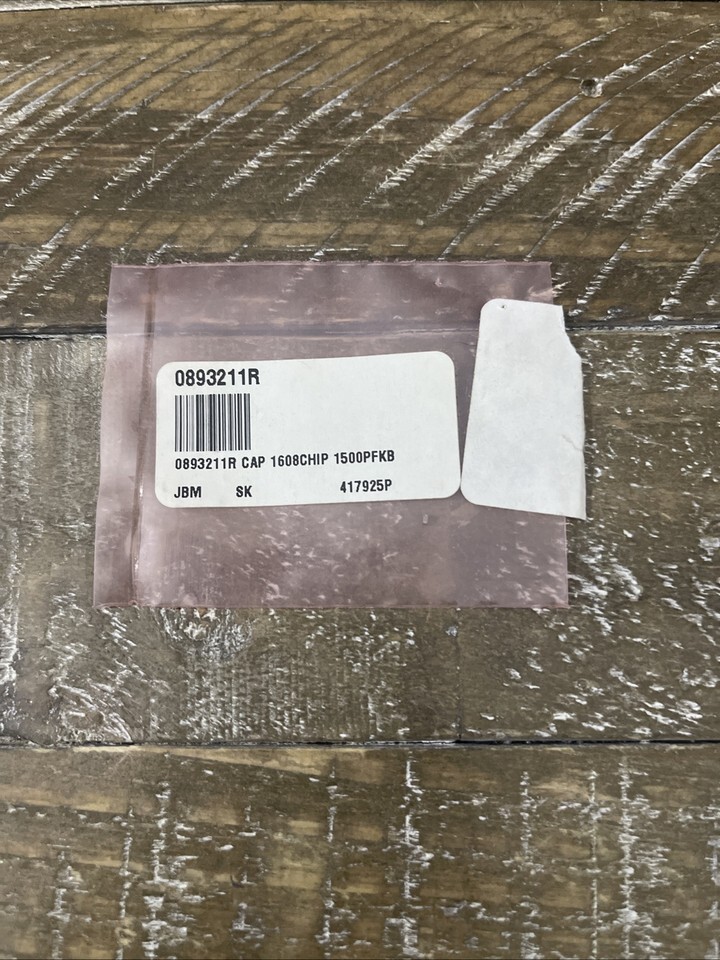 0893211R
0893211R CAP 1608CHIP 1500PFKB
JBM SK 417925P